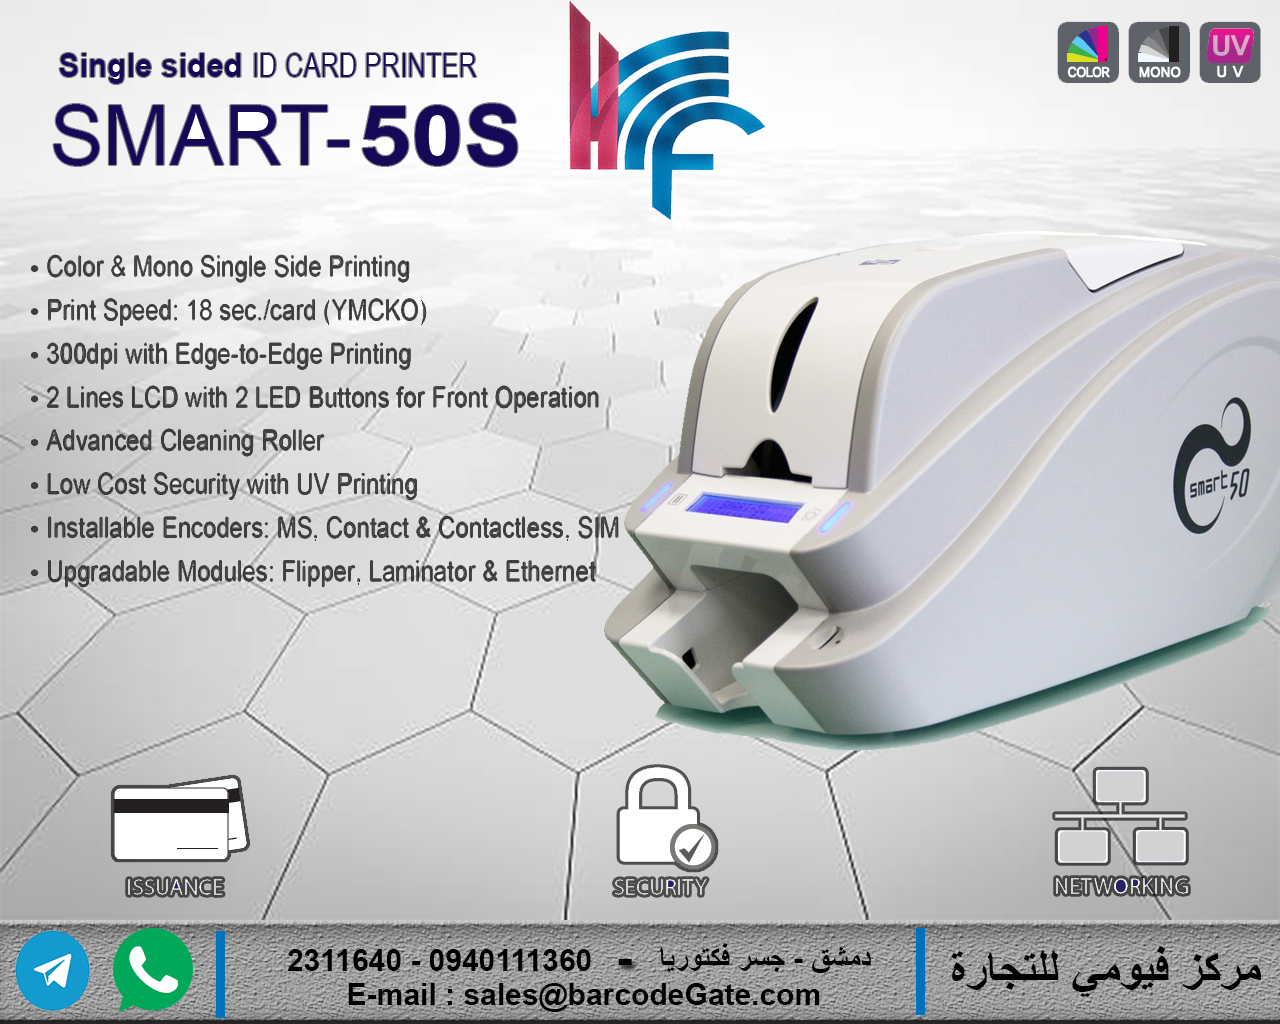 Single sided ID CARD PRINTER
SMART-50S
COLOR
MONO
UV
UV
• Color & Mono Single Side Printing
• Print Speed: 18 sec./card (YMCKO)
• 300dpi with Edge-to-Edge Printing
• 2 Lines LCD with 2 LED Buttons for Front Operation
• Advanced Cleaning Roller
• Low Cost Security with UV Printing
• Installable Encoders: MS, Contact & Contactless, SIM
• Upgradable Modules: Flipper, Laminator & Ethernet
smart 50
ISSUANCE
SECURITY
NETWORKING
مركز فيومي للتجارة
دمشق - جسر فكتوريا - 0940111360 - 2311640
E-mail : sales@barcodeGate.com